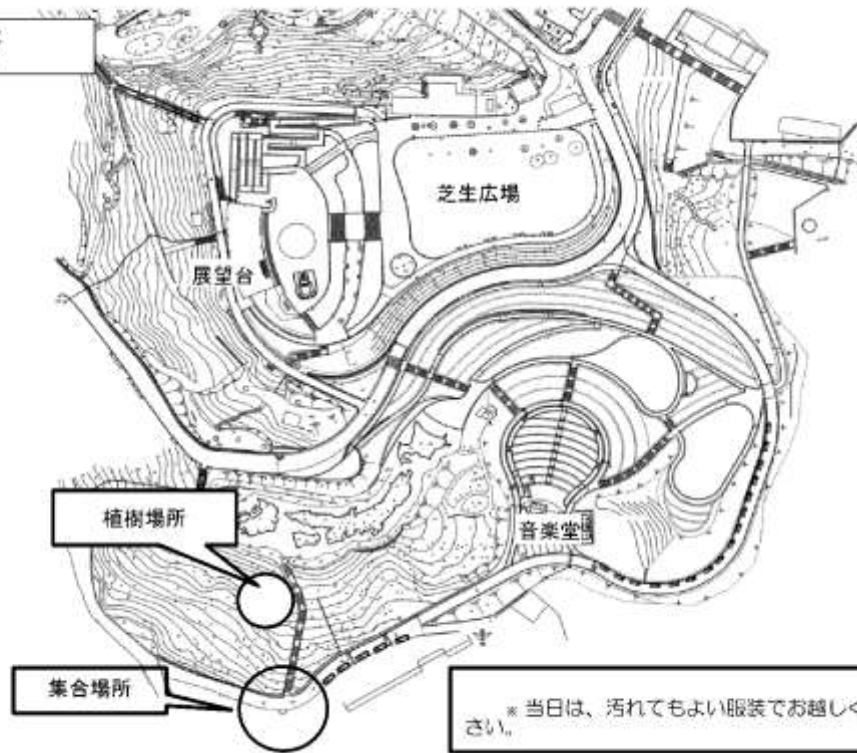 芝生広場
展望台
植樹場所
音楽堂
集合場所
※ 当日は、汚れてもよい服装でお越しく
さい。